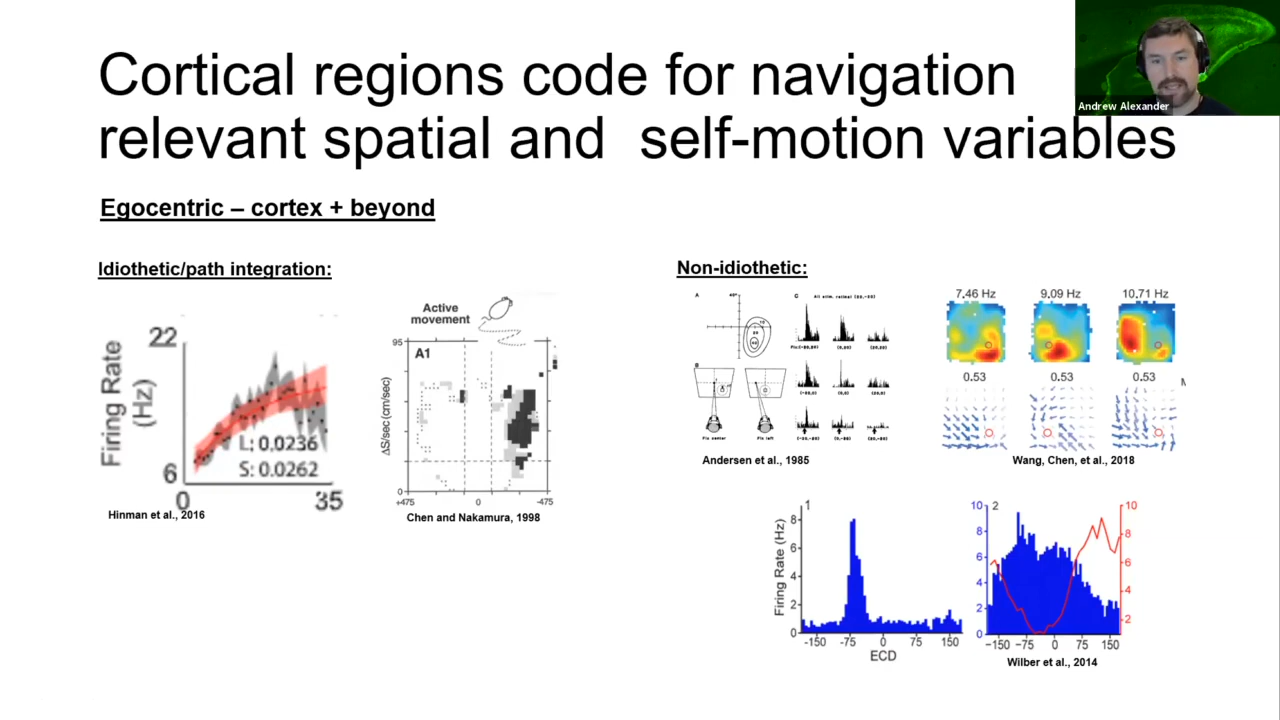 Cortical regions code for navigation
relevant spatial and self-motion variables
Andrew Alexander
Egocentric – cortex + beyond
Idiothetic/path integration:
Non-idiothetic:
22
6
Firing Rate
(Hz)
L: 0.0236
S: 0.0262
0
35
Hinman et al., 2016
Active
movement
95
A1
ΔS/sec (cm/sec)
0
+475
0
-475
Chen and Nakamura, 1998
A
B
C
Fix center
Fix left
Andersen et al., 1985
7.46 Hz
9.09 Hz
10.71 Hz
0.53
0.53
0.53
Wang, Chen, et al., 2018
1
8
6
4
2
0
Firing Rate (Hz)
-150
-75
0
75
150
ECD
2
10
8
6
4
2
0
10
8
6
4
2
-150
-75
0
75
150
Wilber et al., 2014